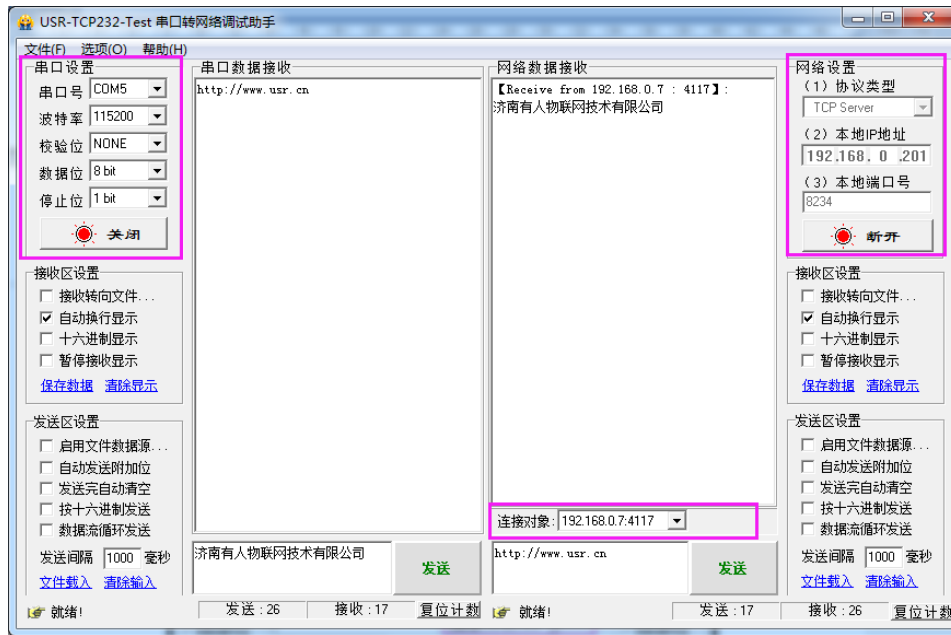 USR-TCP232-Test 串口转网络调试助手
文件(F) 选项(O) 帮助(H)
串口设置
串口号 COM5
波特率 115200
校验位 NONE
数据位 8 bit
停止位 1 bit
关闭
接收区设置
接收转向文件...
自动换行显示
十六进制显示
暂停接收显示
保存数据 清除显示
发送区设置
启用文件数据源...
自动发送附加位
发送完自动清空
按十六进制发送
数据流循环发送
发送间隔 1000 毫秒
文件载入 清除输入
就绪!
串口数据接收
http://www.usr.cn
济南有人物联网技术有限公司
发送
发送：26 接收：17 复位计数
网络数据接收
【Receive from 192.168.0.7 : 4117】:
济南有人物联网技术有限公司
连接对象: 192.168.0.7:4117
http://www.usr.cn
发送
就绪!
发送：17 接收：26 复位计数
网络设置
(1) 协议类型
TCP Server
(2) 本地IP地址
192.168. 0 .201
(3) 本地端口号
8234
断开
接收区设置
接收转向文件...
自动换行显示
十六进制显示
暂停接收显示
保存数据 清除显示
发送区设置
启用文件数据源...
自动发送附加位
发送完自动清空
按十六进制发送
数据流循环发送
发送间隔 1000 毫秒
文件载入 清除输入